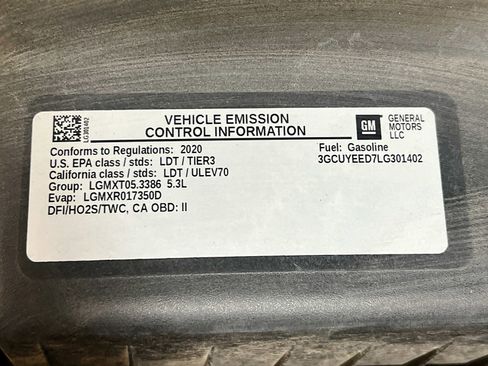 LG301402
VEHICLE EMISSION
CONTROL INFORMATION
GM
GENERAL
MOTORS
LLC
Conforms to Regulations: 2020
Fuel: Gasoline
U.S. EPA class / stds: LDT / TIER3
3GCUYEED7LG301402
California class / stds: LDT / ULEV70
Group: LGMXT05.3386 5.3L
Evap: LGMXR017350D
DFI/HO2S/TWC, CA OBD: II